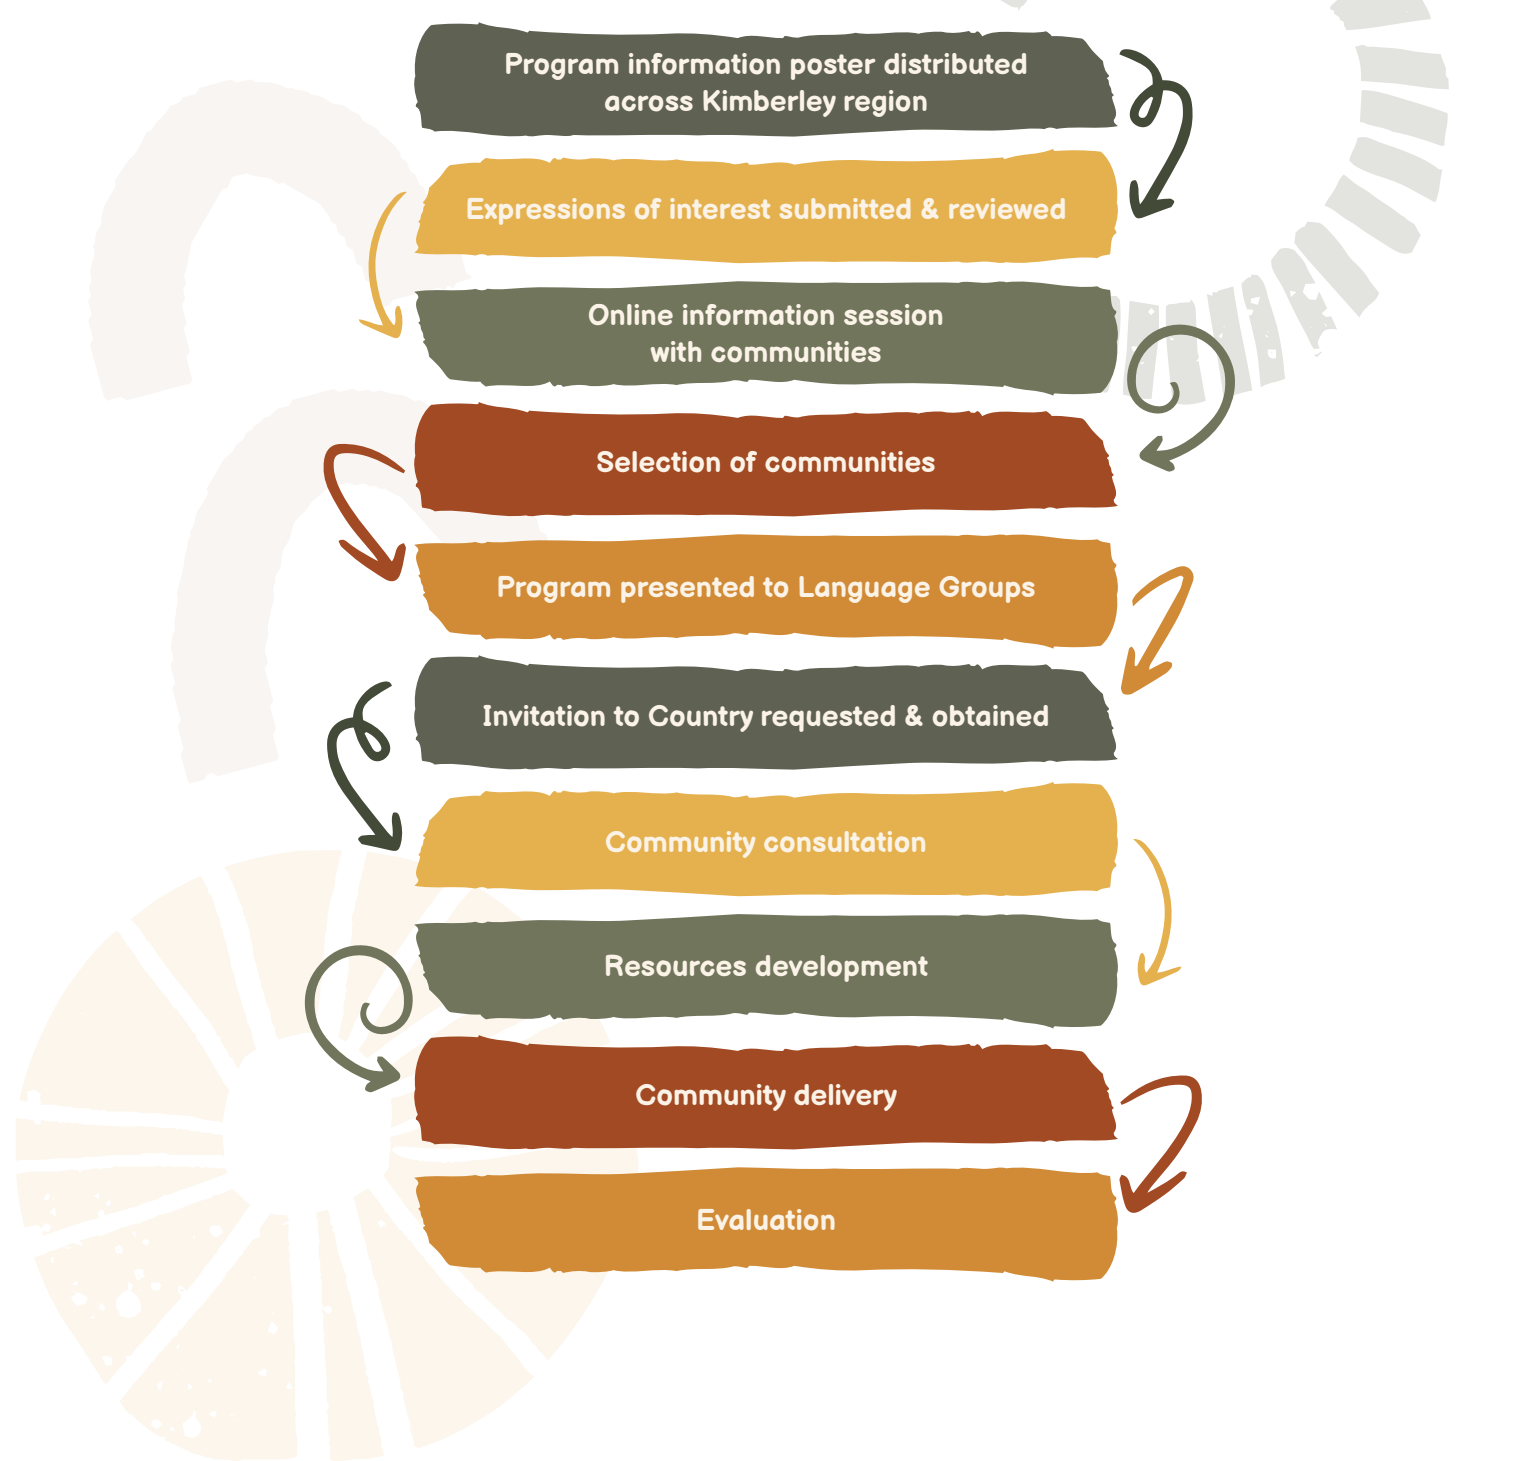 Program information poster distributed
across Kimberley region
Expressions of interest submitted & reviewed
Online information session
with communities
Selection of communities
Program presented to Language Groups
Invitation to Country requested & obtained
Community consultation
Resources development
Community delivery
Evaluation